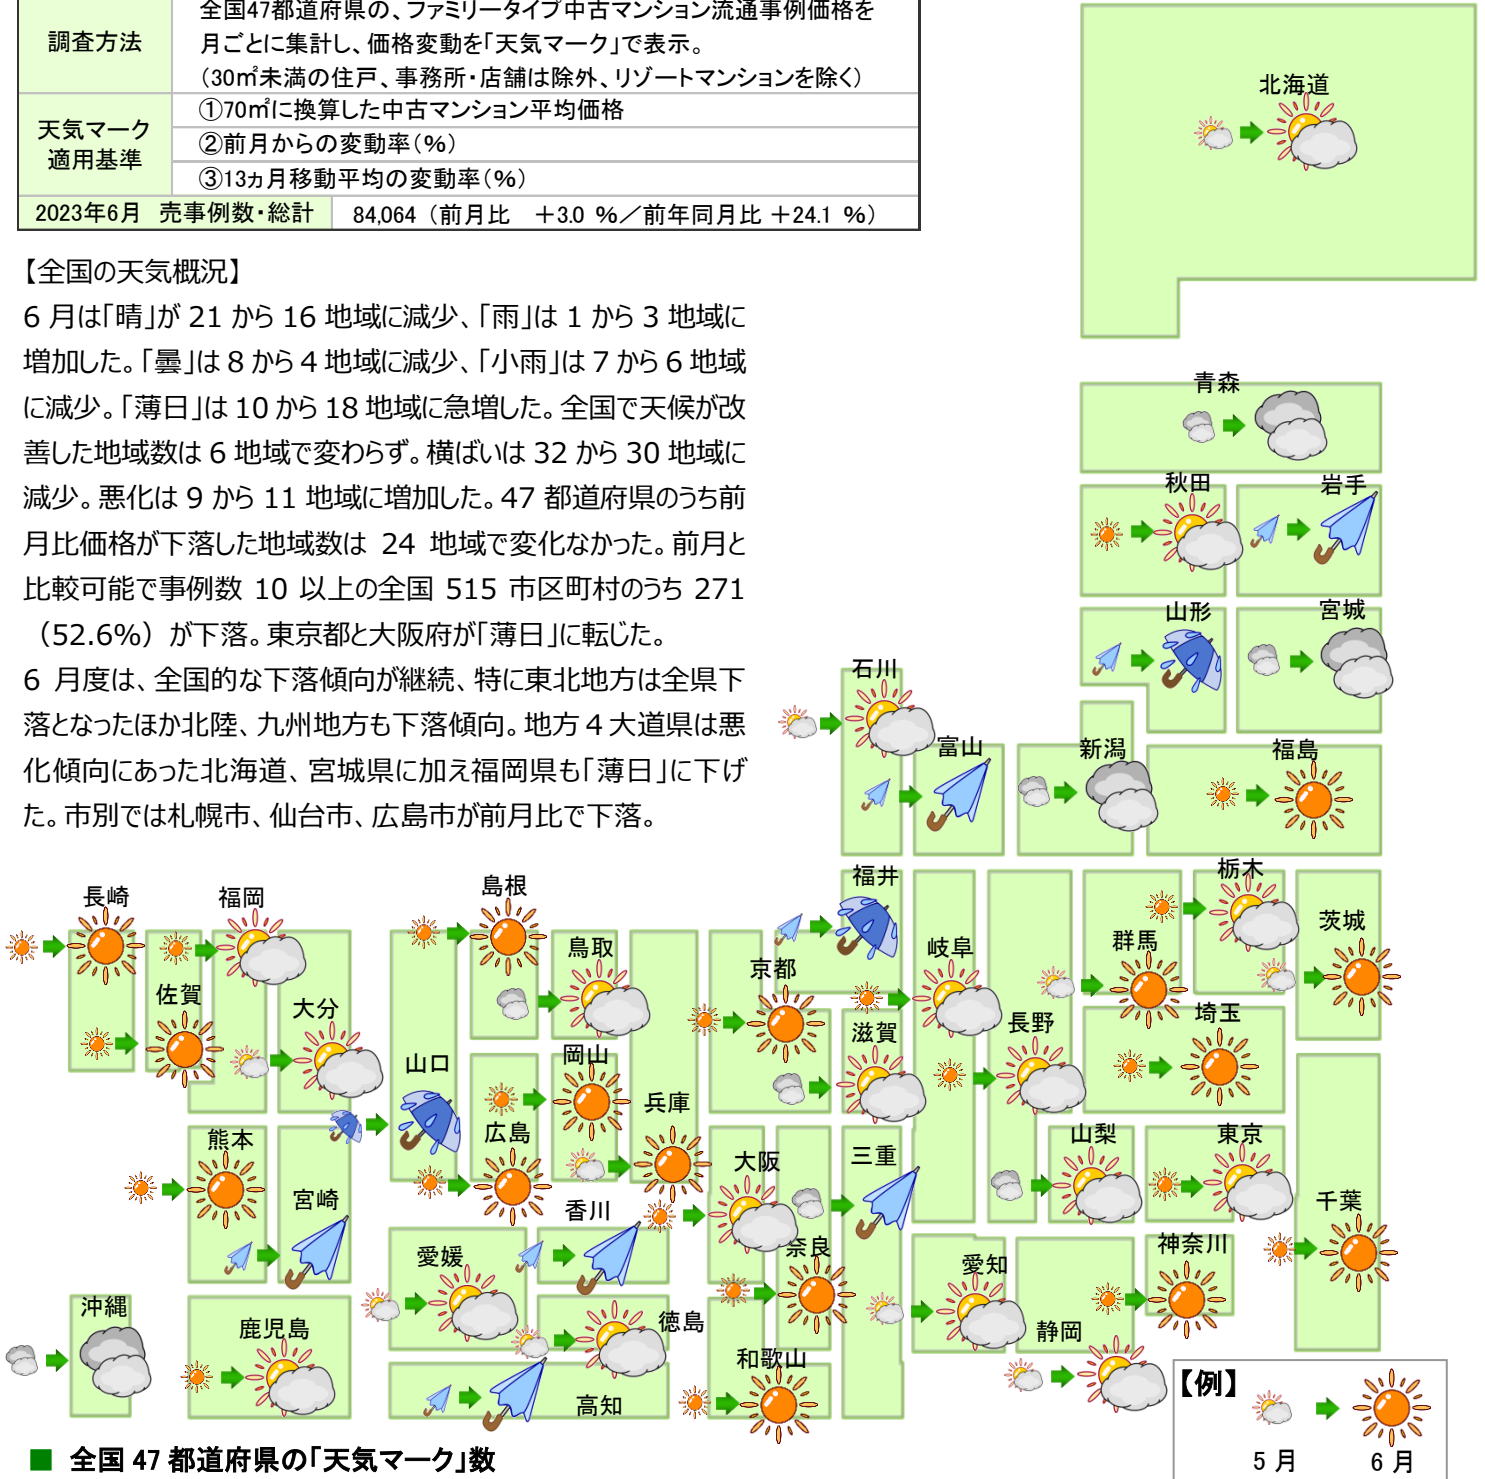 全国47都道府県の、ファミリータイプ中古マンション流通事例価格を
調査方法
月ごとに集計し、価格変動を「天気マーク」で表示。
（30㎡未満の住戸、事務所・店舗は除外、リゾートマンションを除く）
天気マーク
適用基準
①70㎡に換算した中古マンション平均価格
②前月からの変動率（％）
③13ヵ月移動平均の変動率（％）
2023年6月　売事例数・総計　84,064（前月比　＋3.0 ％／前年同月比 ＋24.1 ％）
【全国の天気概況】
6 月は「晴」が 21 から 16 地域に減少、「雨」は 1 から 3 地域に
増加した。「曇」は 8 から 4 地域に減少、「小雨」は 7 から 6 地域
に減少。「薄日」は 10 から 18 地域に急増した。全国で天候が改
善した地域数は 6 地域で変わらず。横ばいは 32 から 30 地域に
減少。悪化は 9 から 11 地域に増加した。47 都道府県のうち前
月比価格が下落した地域数は 24 地域で変化なかった。前月と
比較可能で事例数 10 以上の全国 515 市区町村のうち 271
（52.6%）が下落。東京都と大阪府が「薄日」に転じた。
6 月度は、全国的な下落傾向が継続、特に東北地方は全県下
落となったほか北陸、九州地方も下落傾向。地方 4 大道県は悪
化傾向にあった北海道、宮城県に加え福岡県も「薄日」に下げ
た。市別では札幌市、仙台市、広島市が前月比で下落。
北海道
青森
秋田
岩手
山形
宮城
石川
富山
新潟
福島
福井
栃木
長崎
福岡
島根
茨城
群馬
鳥取
岐阜
京都
佐賀
大分
埼玉
長野
滋賀
岡山
山口
兵庫
広島
熊本
山梨
東京
三重
大阪
宮崎
香川
千葉
神奈川
奈良
愛媛
愛知
沖縄
鹿児島
徳島
静岡
和歌山
高知
【例】
5 月
6 月
■ 全国 47 都道府県の「天気マーク」数